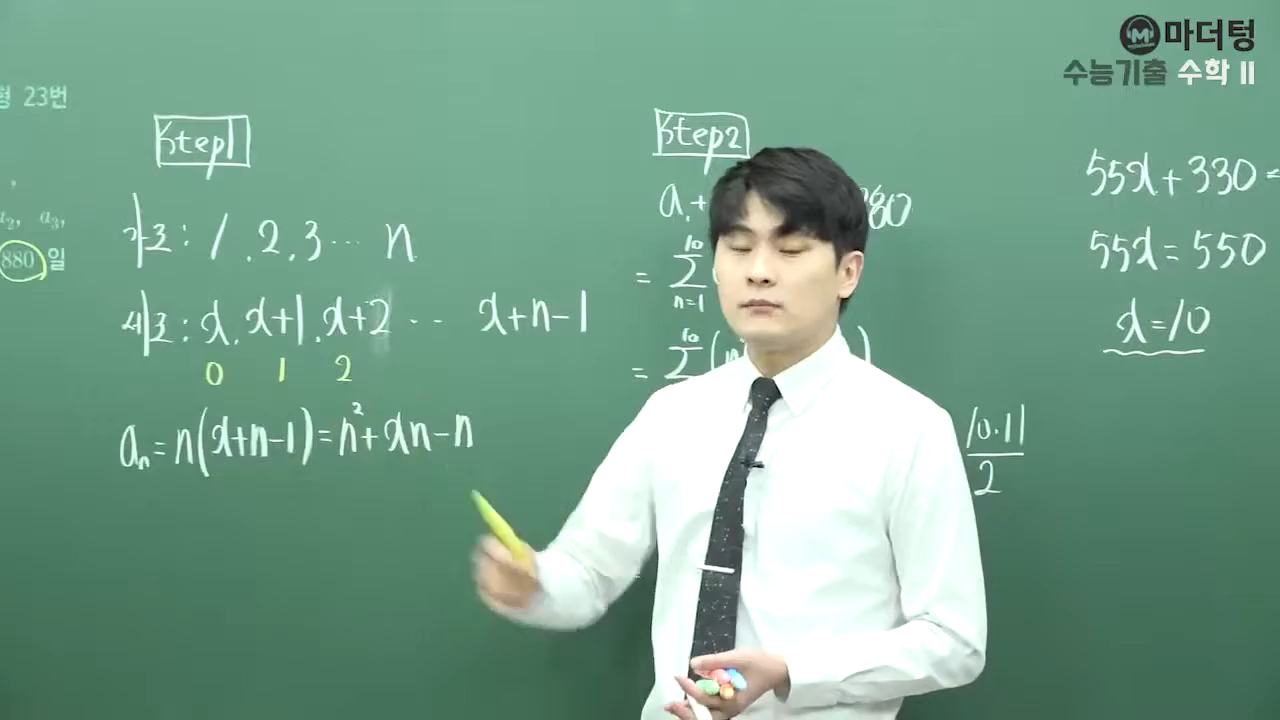 마더텅
수능기출 수학 II
형 23번
a₂, a₃,
880 일
Step1
가로 : 1, 2, 3 ⋯ n
세로 : x, x+1, x+2 ⋯ x+n-1
0 1 2
aₙ = n(x+n-1) = n²+xn-n
Step2
a₁+ 880
= 10 Σ n=1
= 10 Σ (n )
10·11
2
55x+330=
55x=550
x=10